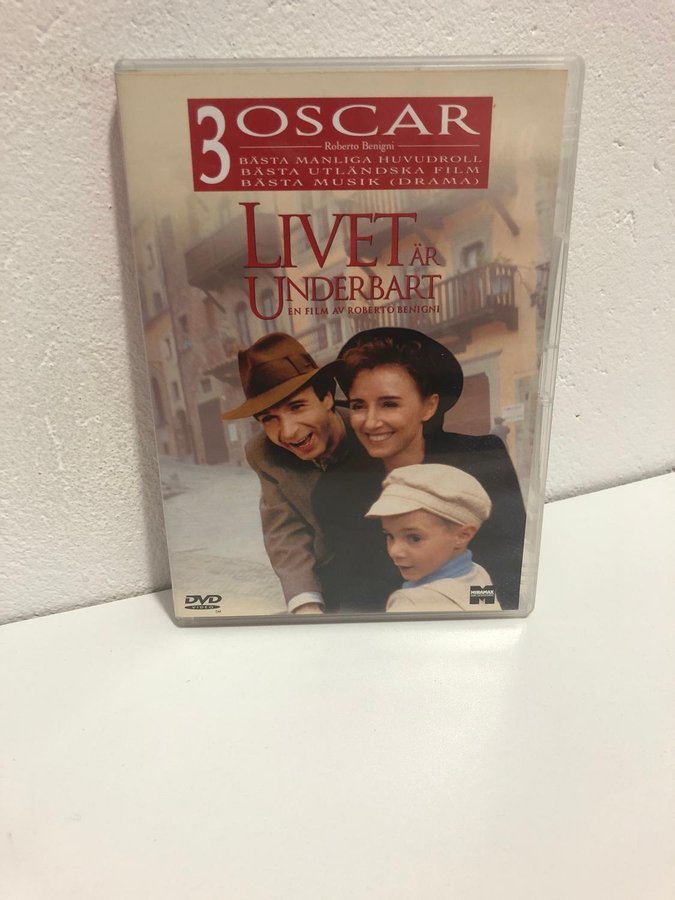 3 OSCAR
Roberto Benigni
BÄSTA MANLIGA HUVUDROLL
BÄSTA UTLÄNDSKA FILM
BÄSTA MUSIK (DRAMA)
LIVET ÄR
UNDERBART
EN FILM AV ROBERTO BENIGNI
DVD
VIDEO
MIRAMAX